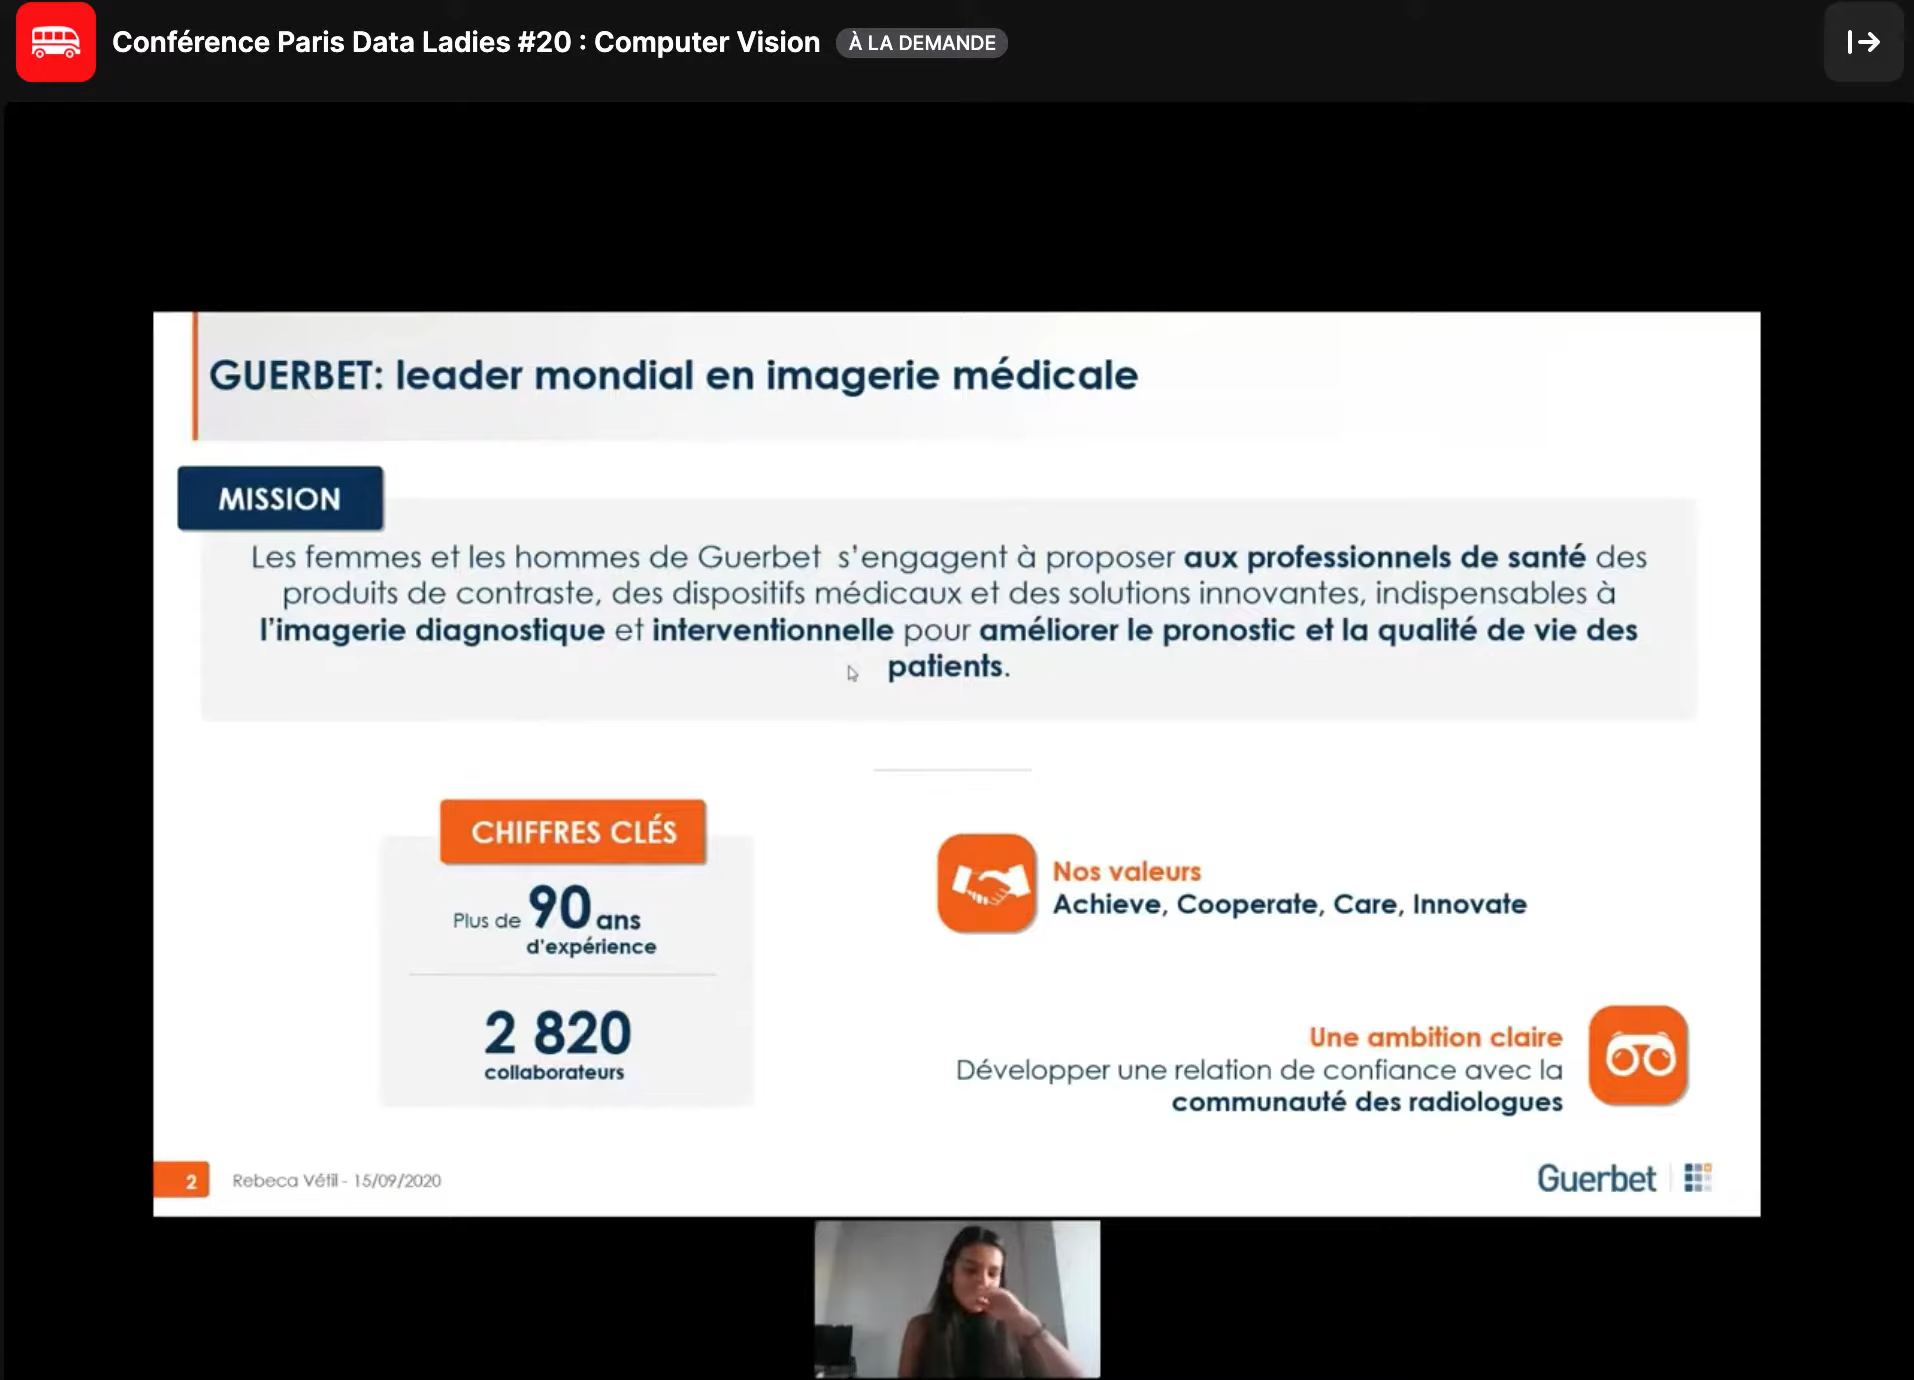 Conférence Paris Data Ladies #20 : Computer Vision À LA DEMANDE
GUERBET: leader mondial en imagerie médicale
MISSION
Les femmes et les hommes de Guerbet s'engagent à proposer aux professionnels de santé des
produits de contraste, des dispositifs médicaux et des solutions innovantes, indispensables à
l'imagerie diagnostique et interventionnelle pour améliorer le pronostic et la qualité de vie des
patients.
CHIFFRES CLÉS
Plus de 90 ans
d'expérience
2 820
collaborateurs
Nos valeurs
Achieve, Cooperate, Care, Innovate
Une ambition claire
Développer une relation de confiance avec la
communauté des radiologues
2 Rebeca Vétil - 15/09/2020
Guerbet